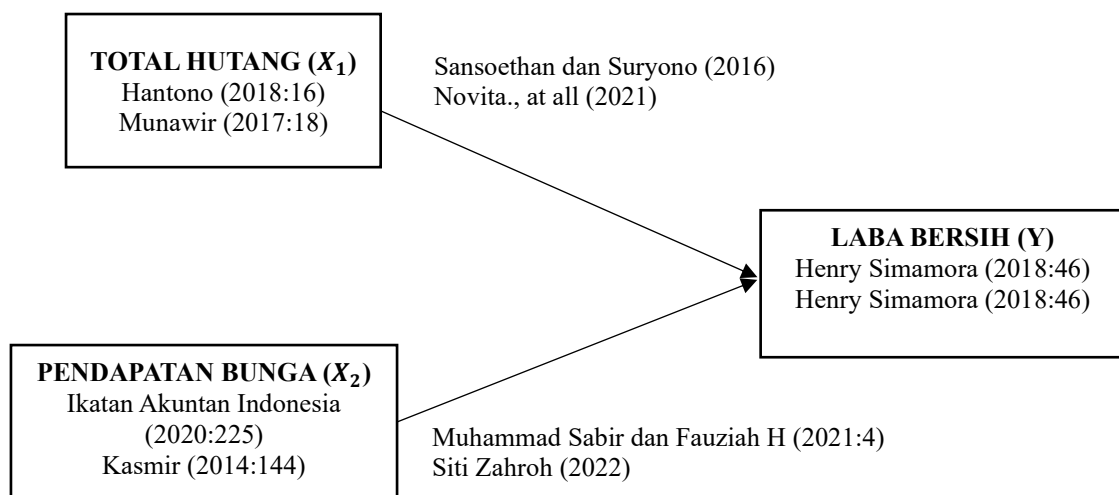 TOTAL HUTANG (X₁)
Hantono (2018:16)
Munawir (2017:18)
Sansoethan dan Suryono (2016)
Novita., at all (2021)
LABA BERSIH (Y)
Henry Simamora (2018:46)
Henry Simamora (2018:46)
PENDAPATAN BUNGA (X₂)
Ikatan Akuntan Indonesia
(2020:225)
Kasmir (2014:144)
Muhammad Sabir dan Fauziah H (2021:4)
Siti Zahroh (2022)